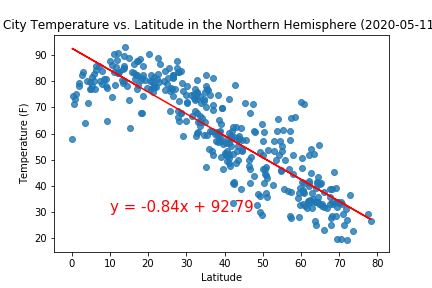 City Temperature vs. Latitude in the Northern Hemisphere (2020-05-11
Temperature (F)
90
80
70
60
50
40
30
20
y = -0.84x + 92.79
0 10 20 30 40 50 60 70 80
Latitude